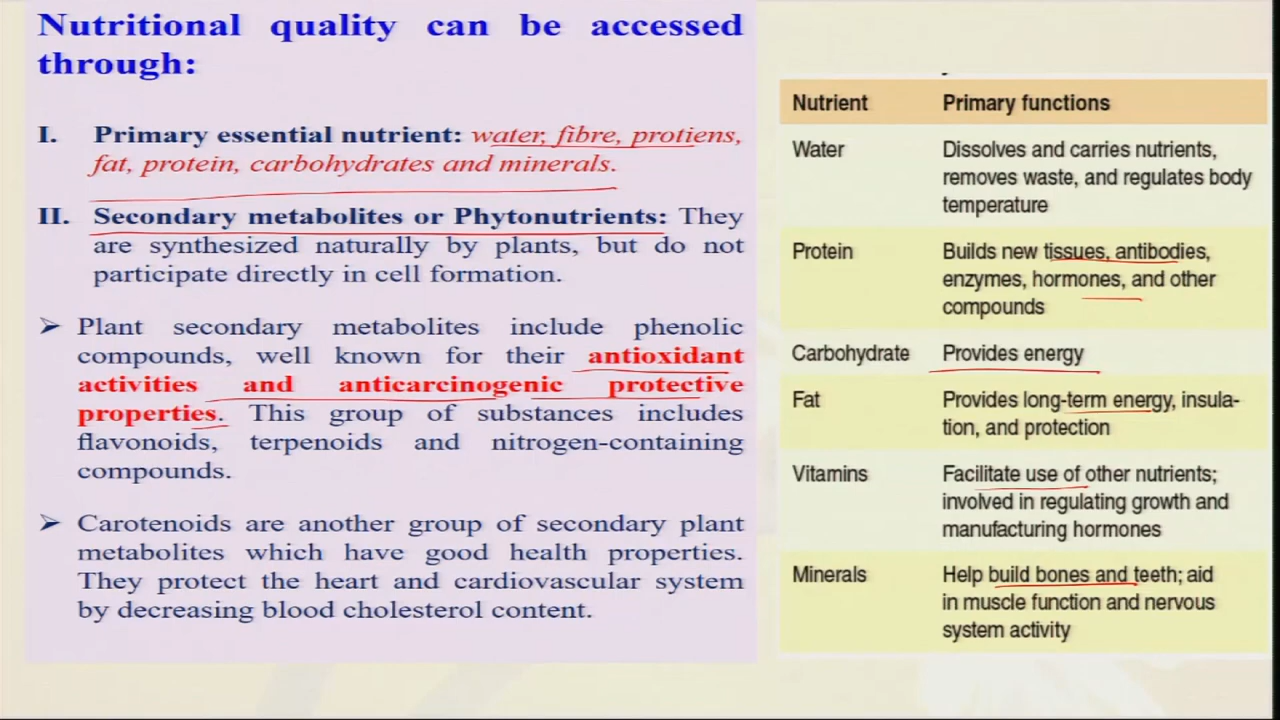 Nutritional quality can be accessed
through:
I. Primary essential nutrient: water, fibre, protiens,
fat, protein, carbohydrates and minerals.
II. Secondary metabolites or Phytonutrients: They
are synthesized naturally by plants, but do not
participate directly in cell formation.
➢ Plant secondary metabolites include phenolic
compounds, well known for their antioxidant
activities and anticarcinogenic protective
properties. This group of substances includes
flavonoids, terpenoids and nitrogen-containing
compounds.
➢ Carotenoids are another group of secondary plant
metabolites which have good health properties.
They protect the heart and cardiovascular system
by decreasing blood cholesterol content.
Nutrient Primary functions
Water Dissolves and carries nutrients,
removes waste, and regulates body
temperature
Protein Builds new tissues, antibodies,
enzymes, hormones, and other
compounds
Carbohydrate Provides energy
Fat Provides long-term energy, insula-
tion, and protection
Vitamins Facilitate use of other nutrients;
involved in regulating growth and
manufacturing hormones
Minerals Help build bones and teeth; aid
in muscle function and nervous
system activity